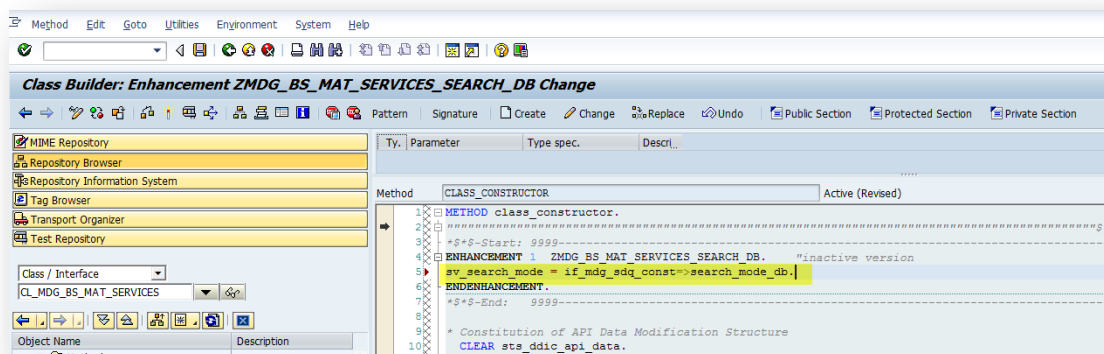 Method Edit Goto Utilities Environment System Help
Class Builder: Enhancement ZMDG_BS_MAT_SERVICES_SEARCH_DB Change
Pattern Signature Create Change Replace Undo Public Section Protected Section Private Section
MIME Repository
Repository Browser
Repository Information System
Tag Browser
Transport Organizer
Test Repository
Class / Interface
CL_MDG_BS_MAT_SERVICES
Object Name Description
Ty. Parameter Type spec. Descri...
Method CLASS_CONSTRUCTOR Active (Revised)
1 METHOD class_constructor.
2 """"""""""""""""""""""""""""""""""""""""""""""""""""""""""""""""""""""""""""""""""""""""$
3 *$*$-Start: 9999------------------------------------------------------------------------
4 ENHANCEMENT 1 ZMDG_BS_MAT_SERVICES_SEARCH_DB. "inactive version
5 sv_search_mode = if_mdg_sdq_const=>search_mode_db.
6 ENDENHANCEMENT.
7 *$*$-End: 9999------------------------------------------------------------------------
8
9 * Constitution of API Data Modification Structure
10 CLEAR sts_ddic_api_data.